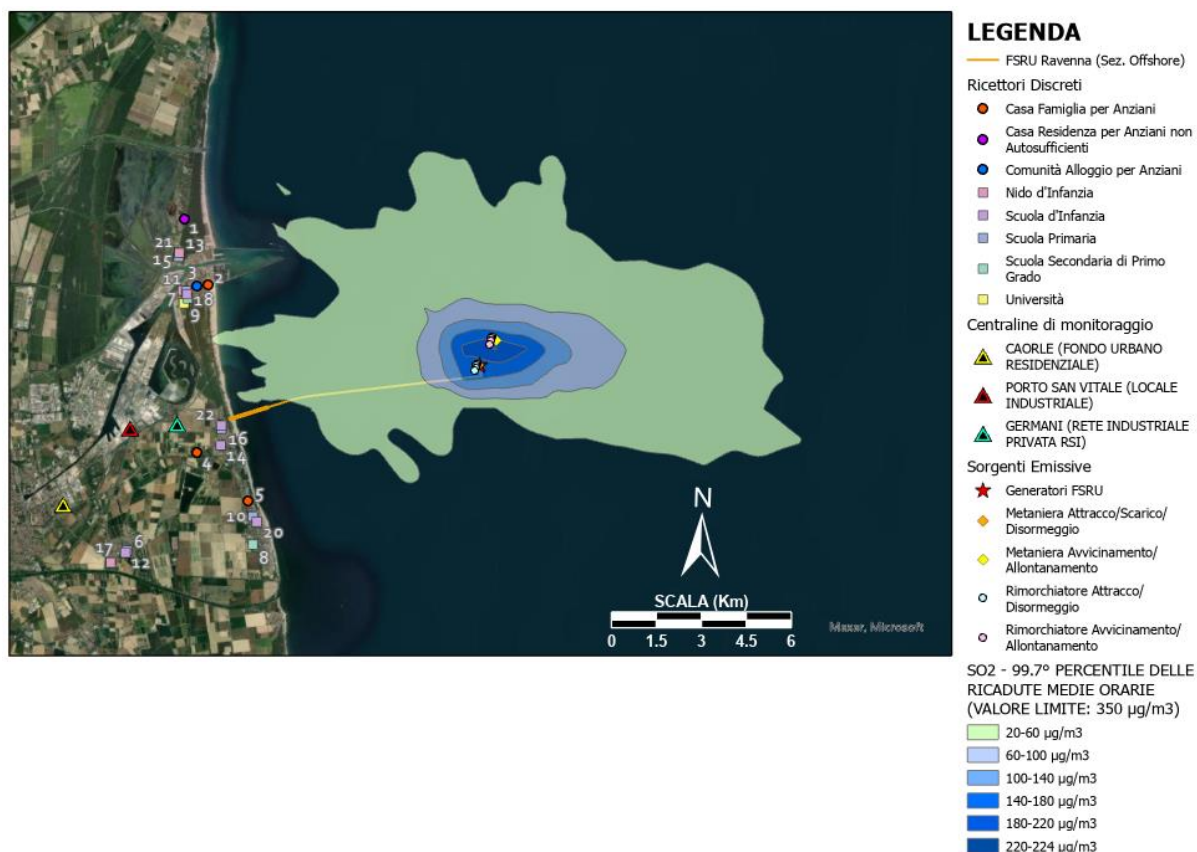 1
21 13
15
3 2
11
7 18
9
22
16
14
4
5
10
20
8
6
17
12
N
SCALA (Km)
0 1.5 3 4.5 6
Maxar, Microsoft
LEGENDA
FSRU Ravenna (Sez. Offshore)
Ricettori Discreti
Casa Famiglia per Anziani
Casa Residenza per Anziani non
Autosufficienti
Comunità Alloggio per Anziani
Nido d'Infanzia
Scuola d'Infanzia
Scuola Primaria
Scuola Secondaria di Primo
Grado
Università
Centraline di monitoraggio
CAORLE (FONDO URBANO
RESIDENZIALE)
PORTO SAN VITALE (LOCALE
INDUSTRIALE)
GERMANI (RETE INDUSTRIALE
PRIVATA RSI)
Sorgenti Emissive
Generatori FSRU
Metaniera Attracco/Scarico/
Disormeggio
Metaniera Avvicinamento/
Allontanamento
Rimorchiatore Attracco/
Disormeggio
Rimorchiatore Avvicinamento/
Allontanamento
SO2 - 99.7° PERCENTILE DELLE
RICADUTE MEDIE ORARIE
(VALORE LIMITE: 350 µg/m3)
20-60 µg/m3
60-100 µg/m3
100-140 µg/m3
140-180 µg/m3
180-220 µg/m3
220-224 µg/m3